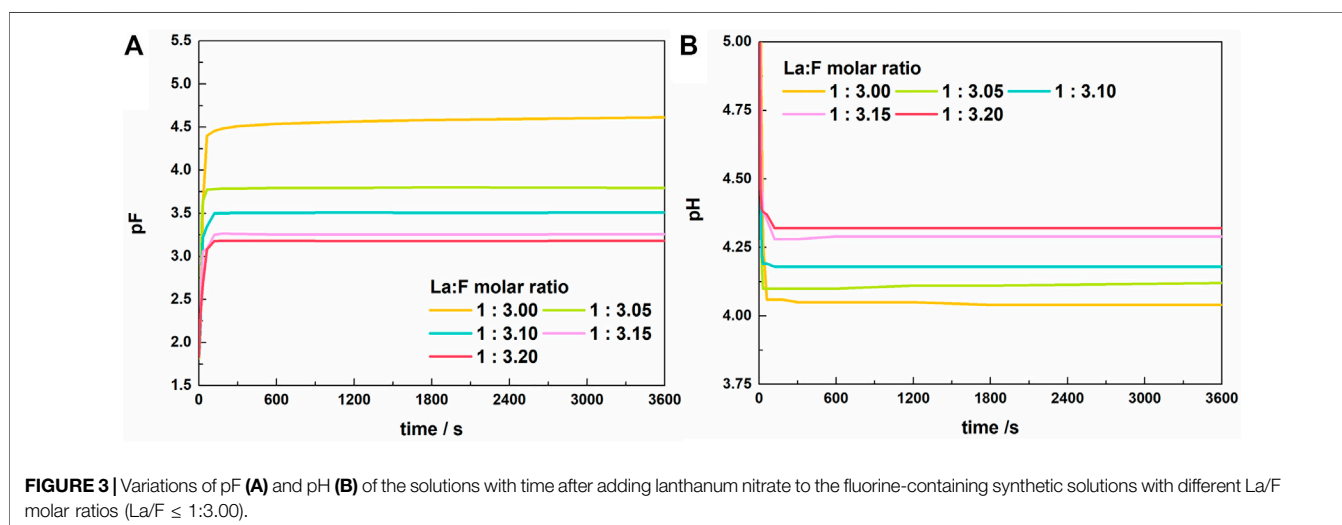 A
5.5
5.0
4.5
4.0
3.5
3.0
2.5
2.0
1.5
pF
La:F molar ratio
1 : 3.00 1 : 3.05
1 : 3.10 1 : 3.15
1 : 3.20
0 600 1200 1800 2400 3000 3600
time / s
B
5.00
4.75
4.50
4.25
4.00
3.75
pH
La:F molar ratio
1 : 3.00 1 : 3.05 1 : 3.10
1 : 3.15 1 : 3.20
0 600 1200 1800 2400 3000 3600
time /s
FIGURE 3 | Variations of pF (A) and pH (B) of the solutions with time after adding lanthanum nitrate to the fluorine-containing synthetic solutions with different La/F
molar ratios (La/F ≤ 1:3.00).